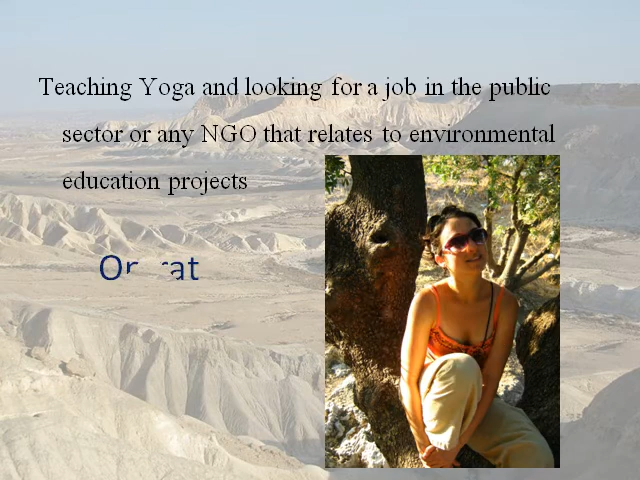 Teaching Yoga and looking for a job in the public
sector or any NGO that relates to environmental
education projects